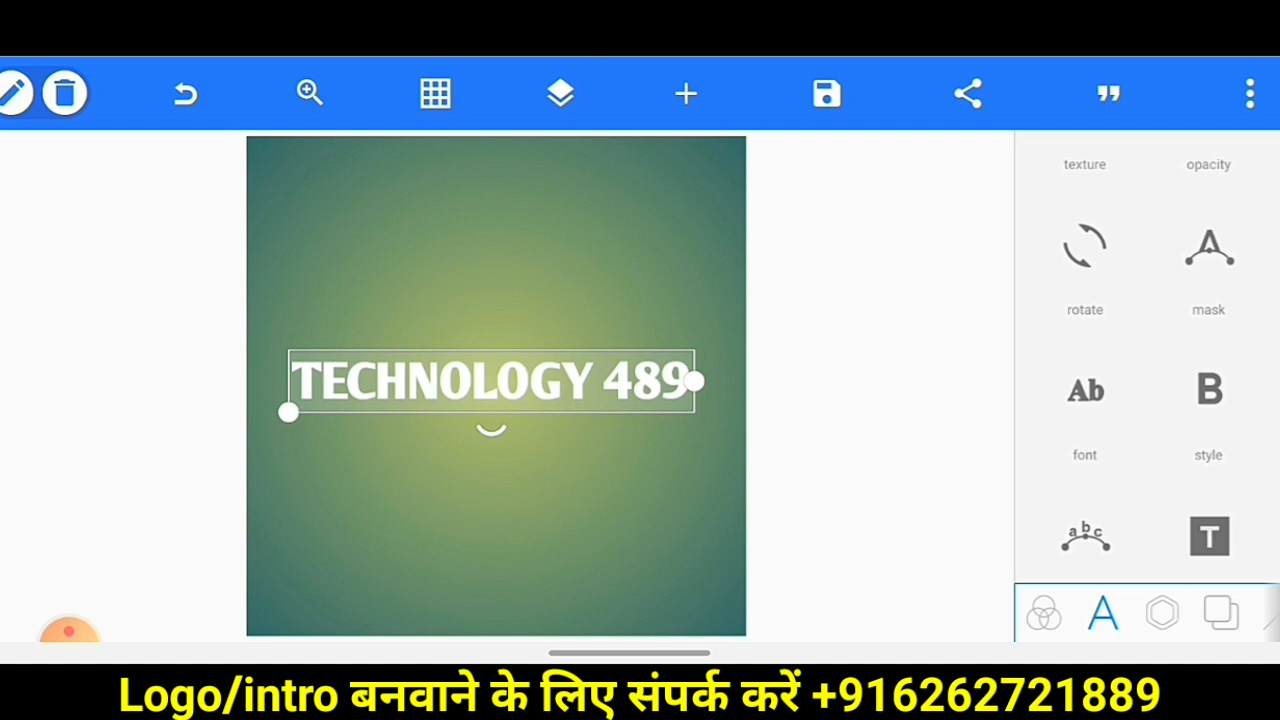 texture opacity
TECHNOLOGY 489
rotate mask
Ab B
font style
abc T
A
Logo/intro बनवाने के लिए संपर्क करें +916262721889